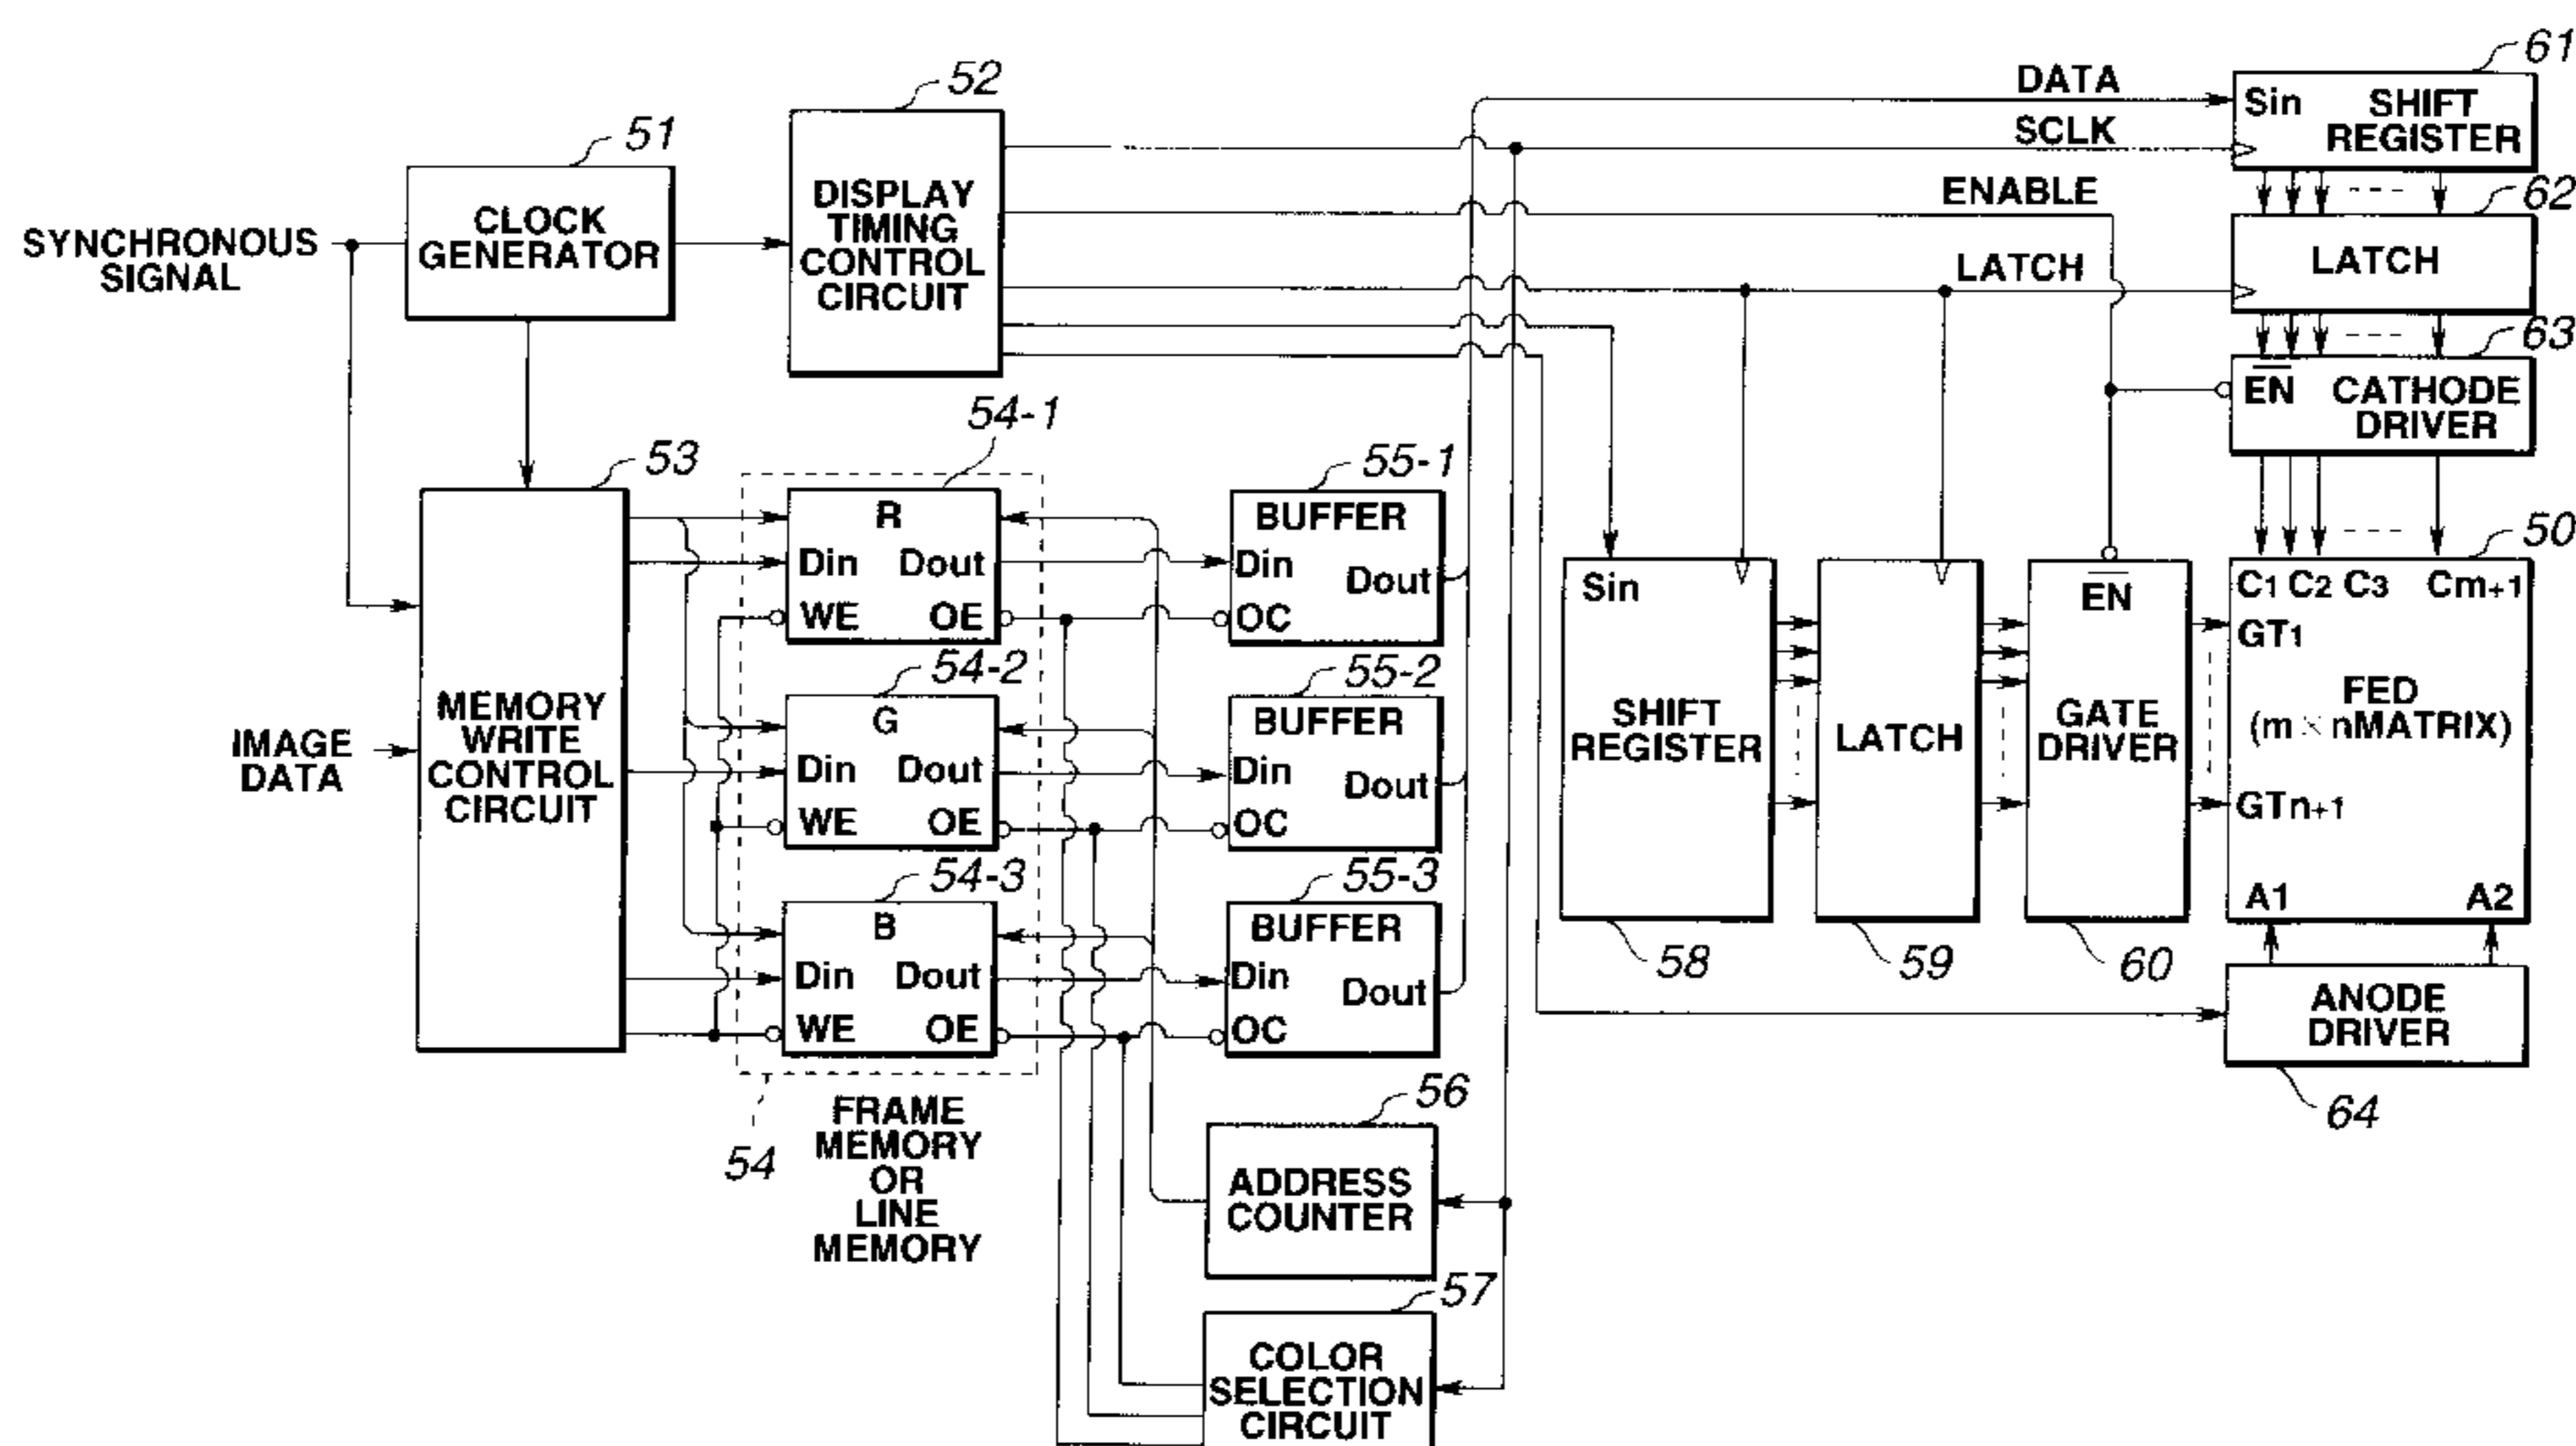 61
52
DATA
Sin SHIFT
REGISTER
51
SCLK
ENABLE
62
DISPLAY
TIMING
CONTROL
CIRCUIT
CLOCK
GENERATOR
SYNCHRONOUS
SIGNAL
LATCH
LATCH
63
EN CATHODE
DRIVER
54-1
53
55-1
50
R
Din Dout
WE OE
BUFFER
Din
Dout
OC
Sin
EN
C1 C2 C3 Cm+1
GT1
54-2
55-2
MEMORY
WRITE
CONTROL
CIRCUIT
IMAGE
DATA
G
Din Dout
WE OE
BUFFER
Din
Dout
OC
SHIFT
REGISTER
LATCH
GATE
DRIVER
FED
(m × nMATRIX)
GTn+1
54-3
55-3
B
Din Dout
WE OE
BUFFER
Din
Dout
OC
A1 A2
58
59
60
ANODE
DRIVER
64
54
FRAME
MEMORY
OR
LINE
MEMORY
56
ADDRESS
COUNTER
57
COLOR
SELECTION
CIRCUIT